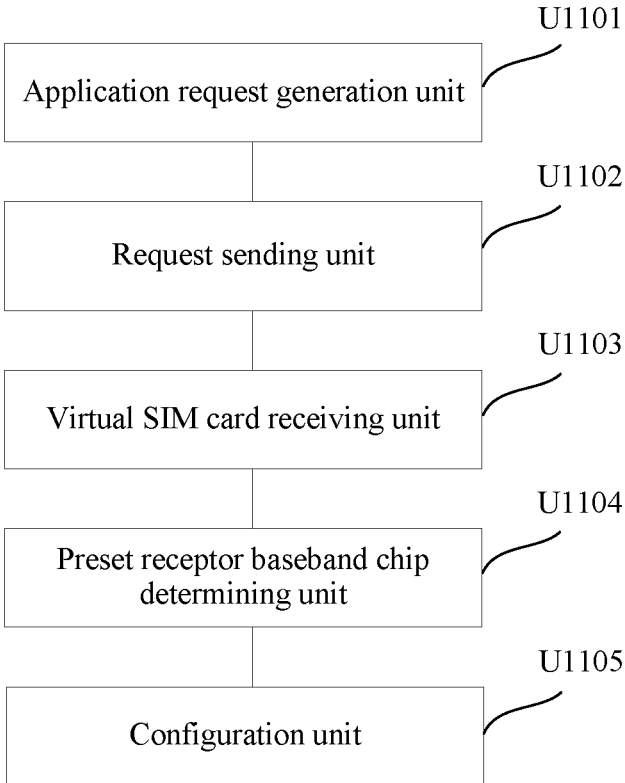 U1101
Application request generation unit
U1102
Request sending unit
U1103
Virtual SIM card receiving unit
U1104
Preset receptor baseband chip
determining unit
U1105
Configuration unit